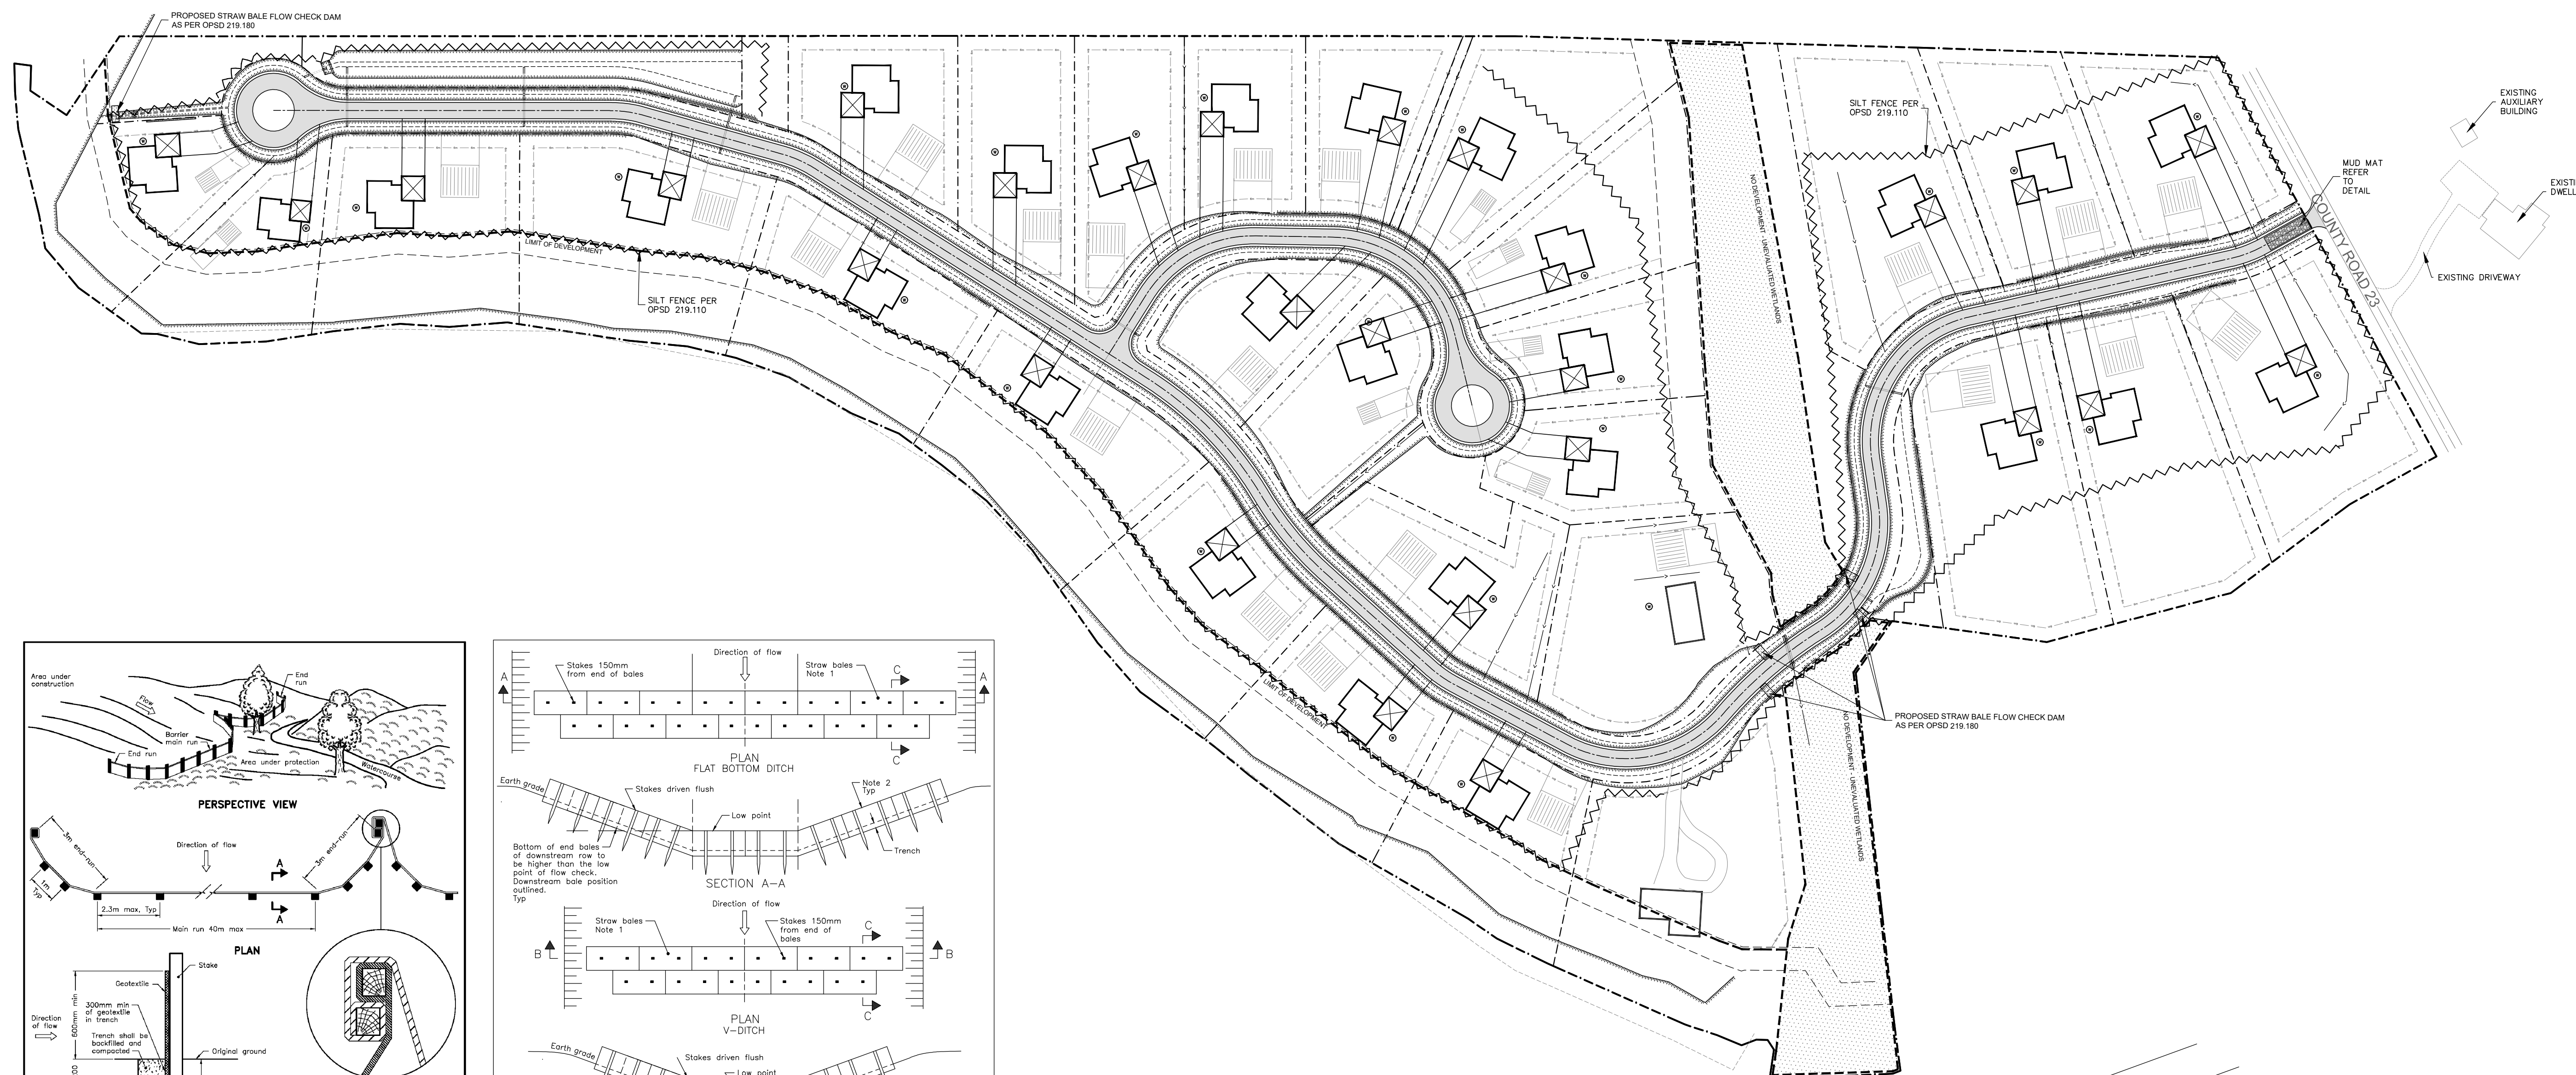 PROPOSED STRAW BALE FLOW CHECK DAM
AS PER OPSD 219.180
LIMIT OF DEVELOPMENT
SILT FENCE PER
OPSD 219.110
NO DEVELOPMENT - UNEVALUATED WETLANDS
SILT FENCE PER
OPSD 219.110
EXISTING
AUXILIARY
BUILDING
MUD MAT
REFER
TO
DETAIL
COUNTY ROAD 23
EXISTING DRIVEWAY
LIMIT OF DEVELOPMENT
PROPOSED STRAW BALE FLOW CHECK DAM
AS PER OPSD 219.180
NO DEVELOPMENT - UNEVALUATED WETLANDS
Area under
construction
Flow
End
run
Barrier
main run
End run
Area under protection
Watercourse
PERSPECTIVE VIEW
3m end-run
Direction of flow
A
3m end-run
1m
Typ
2.3m max, Typ
A
Main run 40m max
PLAN
Stake
Geotextile
600mm min
300mm min
of geotextile
in trench
Direction
of flow
Trench shall be
backfilled and
compacted
Original ground
Direction of flow
Stakes 150mm
from end of bales
Straw bales
Note 1
C
A
A
PLAN
FLAT BOTTOM DITCH
C
Earth grade
Stakes driven flush
Note 2
Typ
Low point
Trench
Bottom of end bales
of downstream row to
be higher than the low
point of flow check.
Downstream bale position
outlined.
Typ
SECTION A-A
Direction of flow
Straw bales
Note 1
Stakes 150mm
from end of
bales
C
B
B
C
PLAN
V-DITCH
Earth grade
Stakes driven flush
Low point